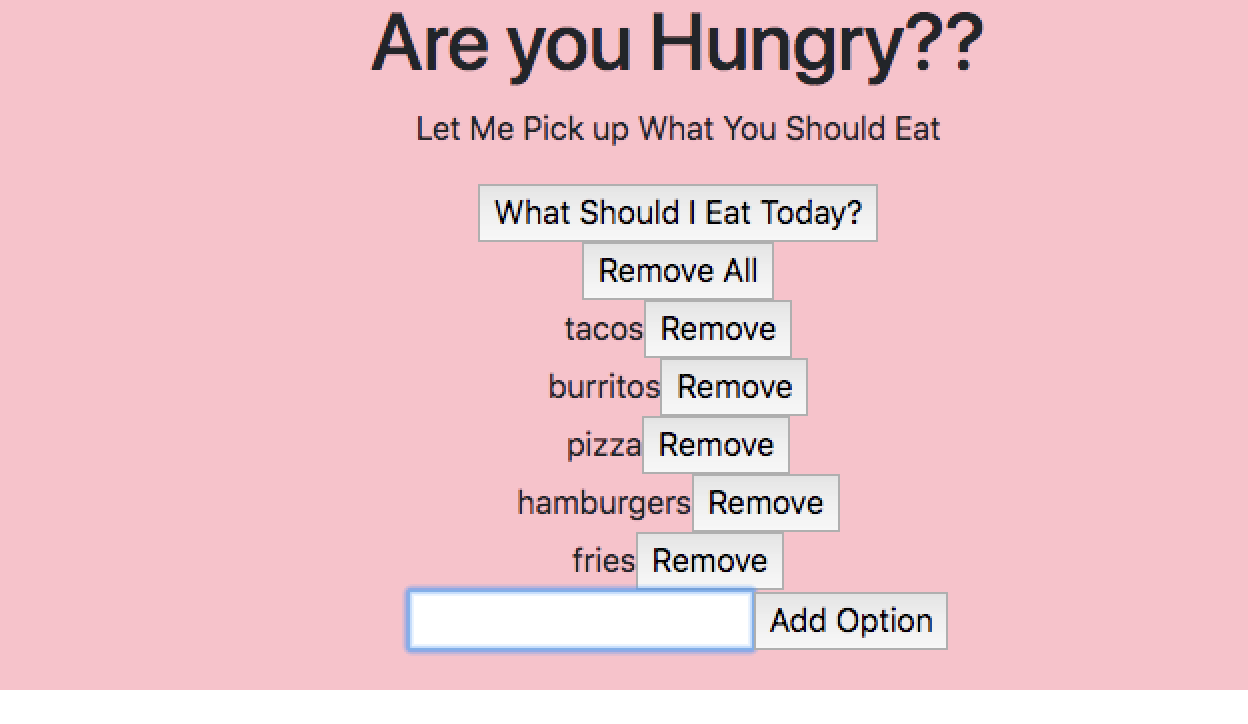 Are you Hungry??
Let Me Pick up What You Should Eat
What Should I Eat Today?
Remove All
tacos Remove
burritos Remove
pizza Remove
hamburgers Remove
fries Remove
Add Option